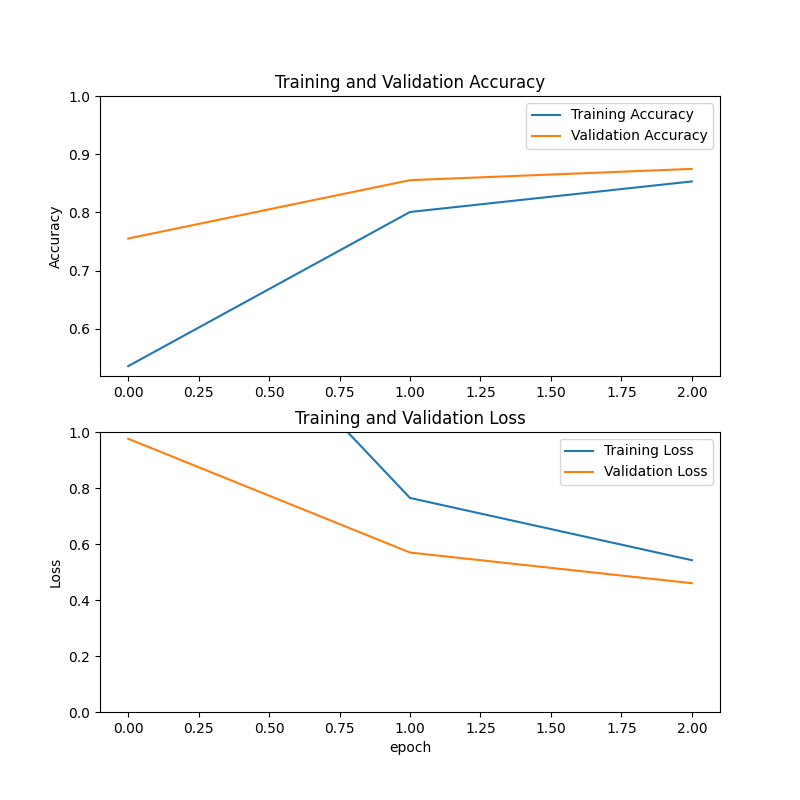 Training and Validation Accuracy
1.0
0.9
0.8
0.7
0.6
Accuracy
Training Accuracy
Validation Accuracy
0.00 0.25 0.50 0.75 1.00 1.25 1.50 1.75 2.00
Training and Validation Loss
1.0
0.8
0.6
0.4
0.2
0.0
Loss
Training Loss
Validation Loss
0.00 0.25 0.50 0.75 1.00 1.25 1.50 1.75 2.00
epoch